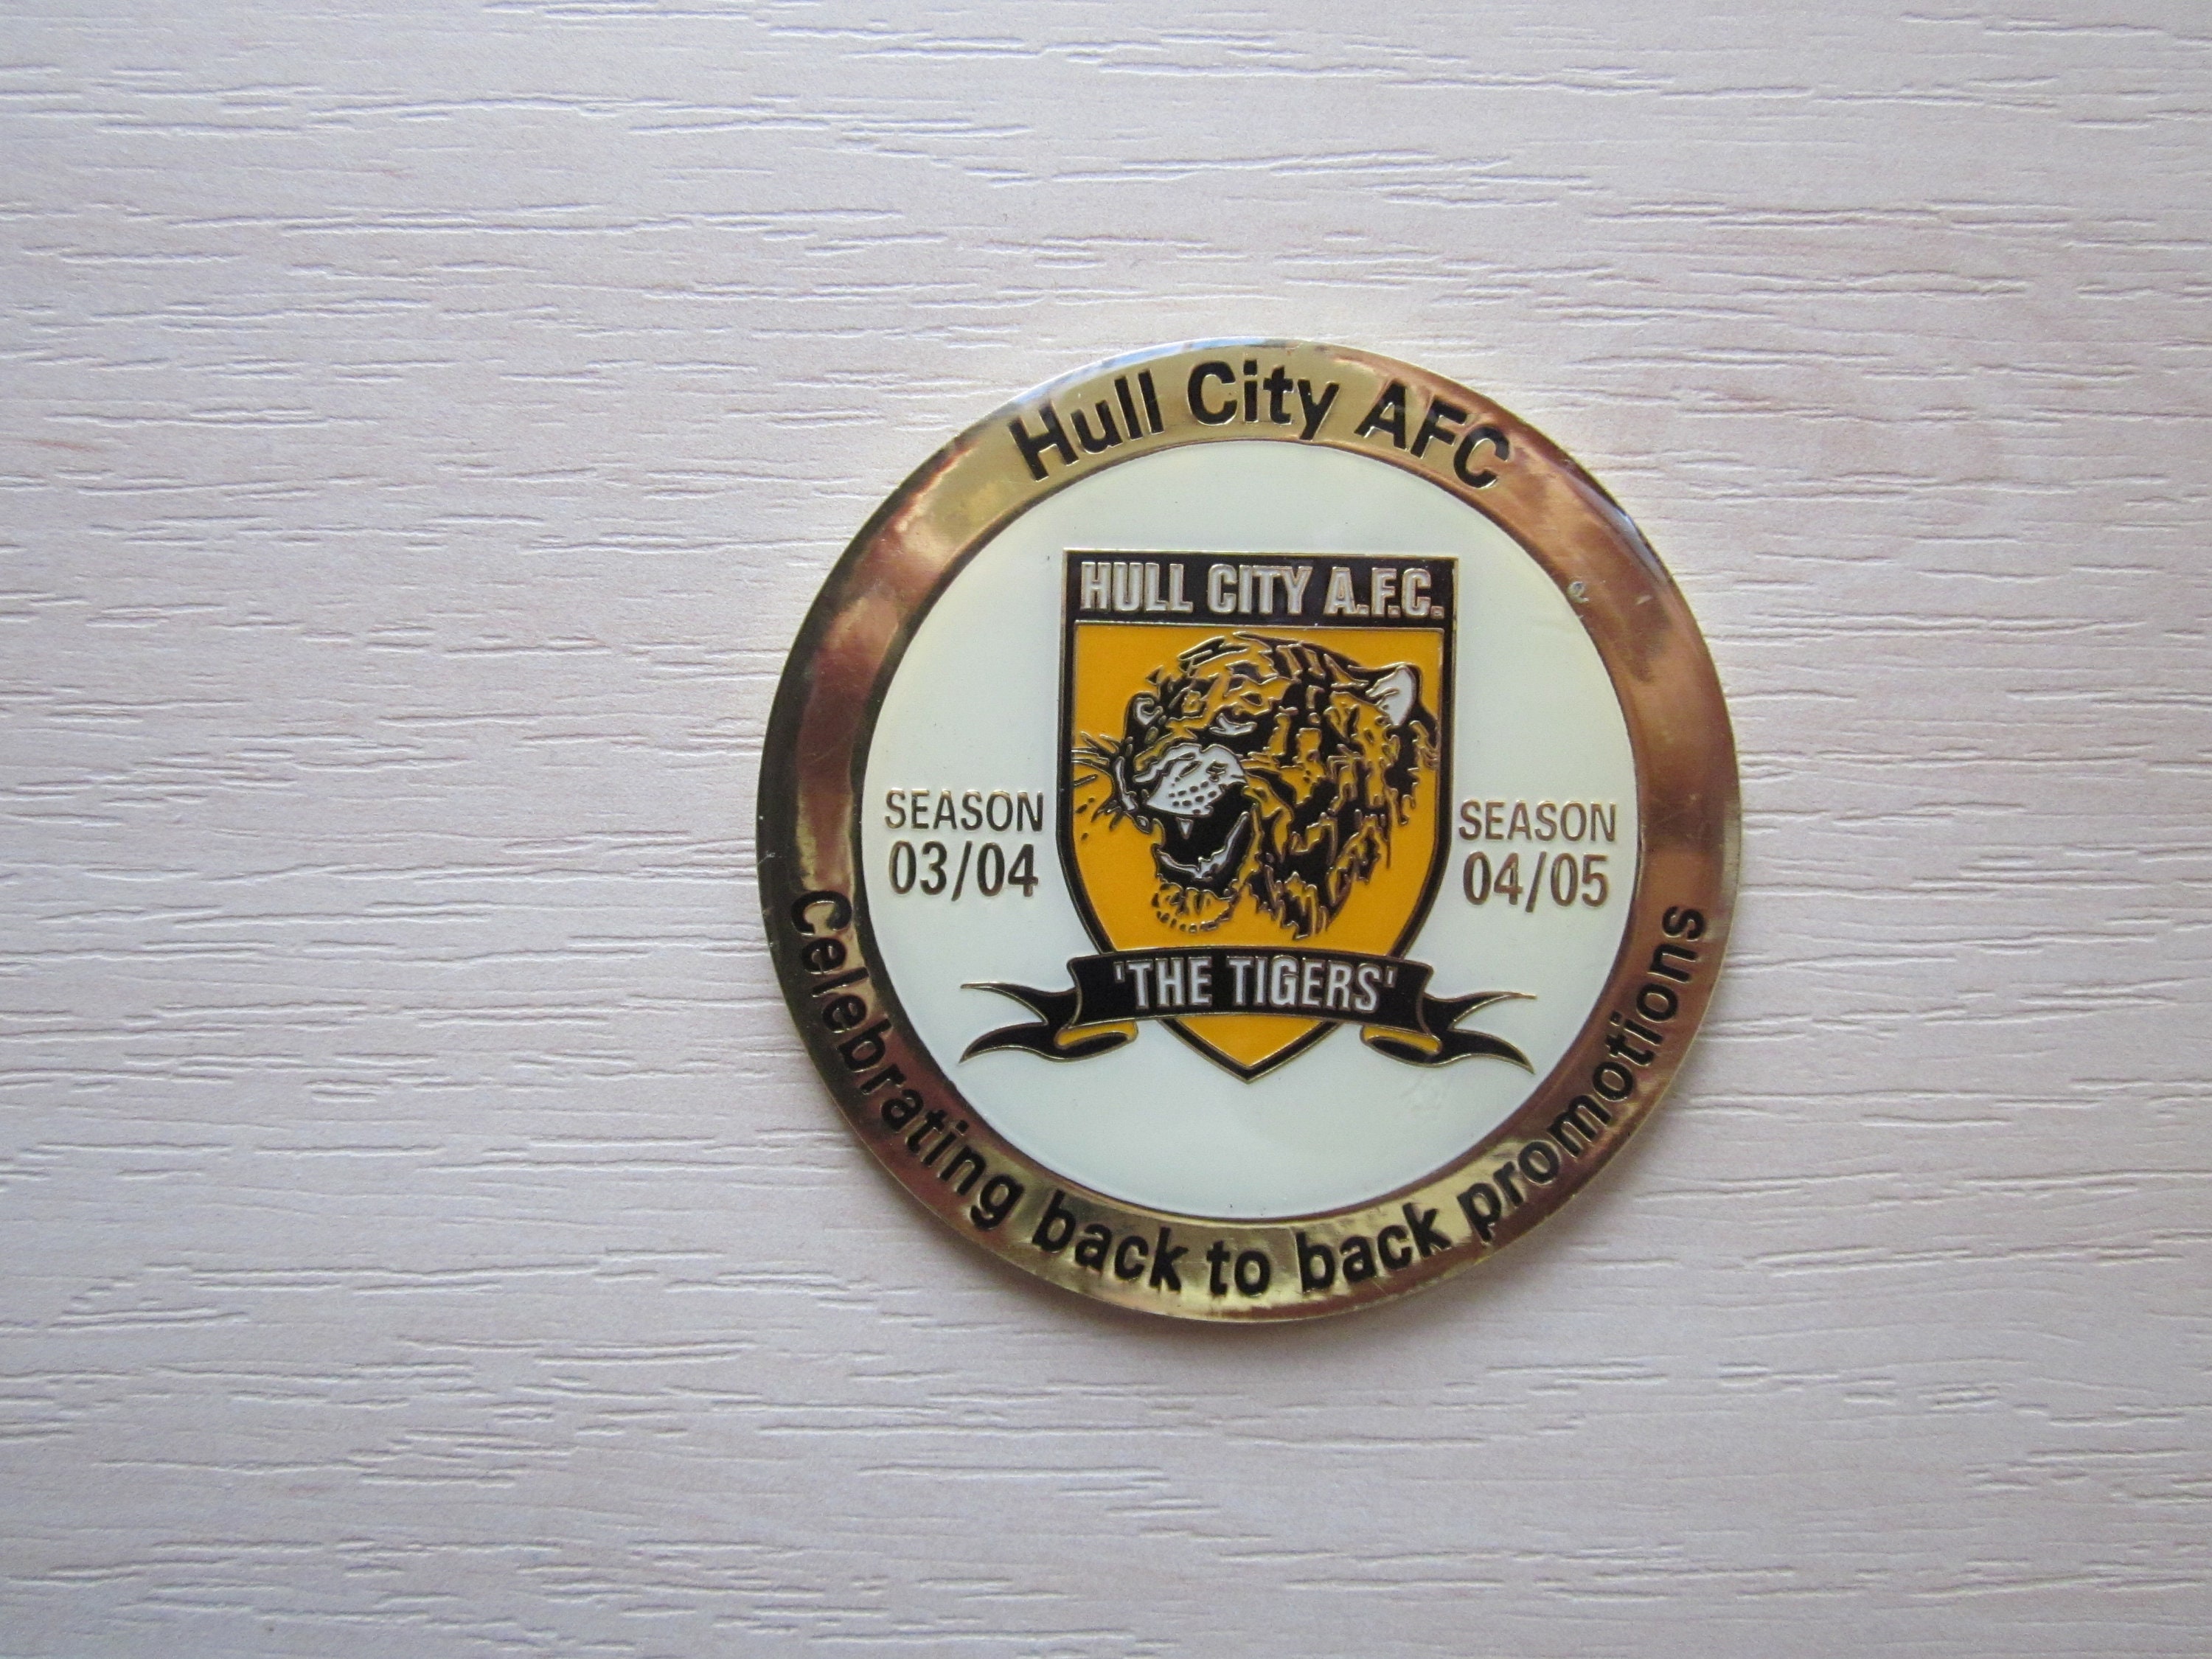 Hull City AFC
HULL CITY A.F.C.
SEASON
03/04
SEASON
04/05
'THE TIGERS'
Celebrating back to back promotions